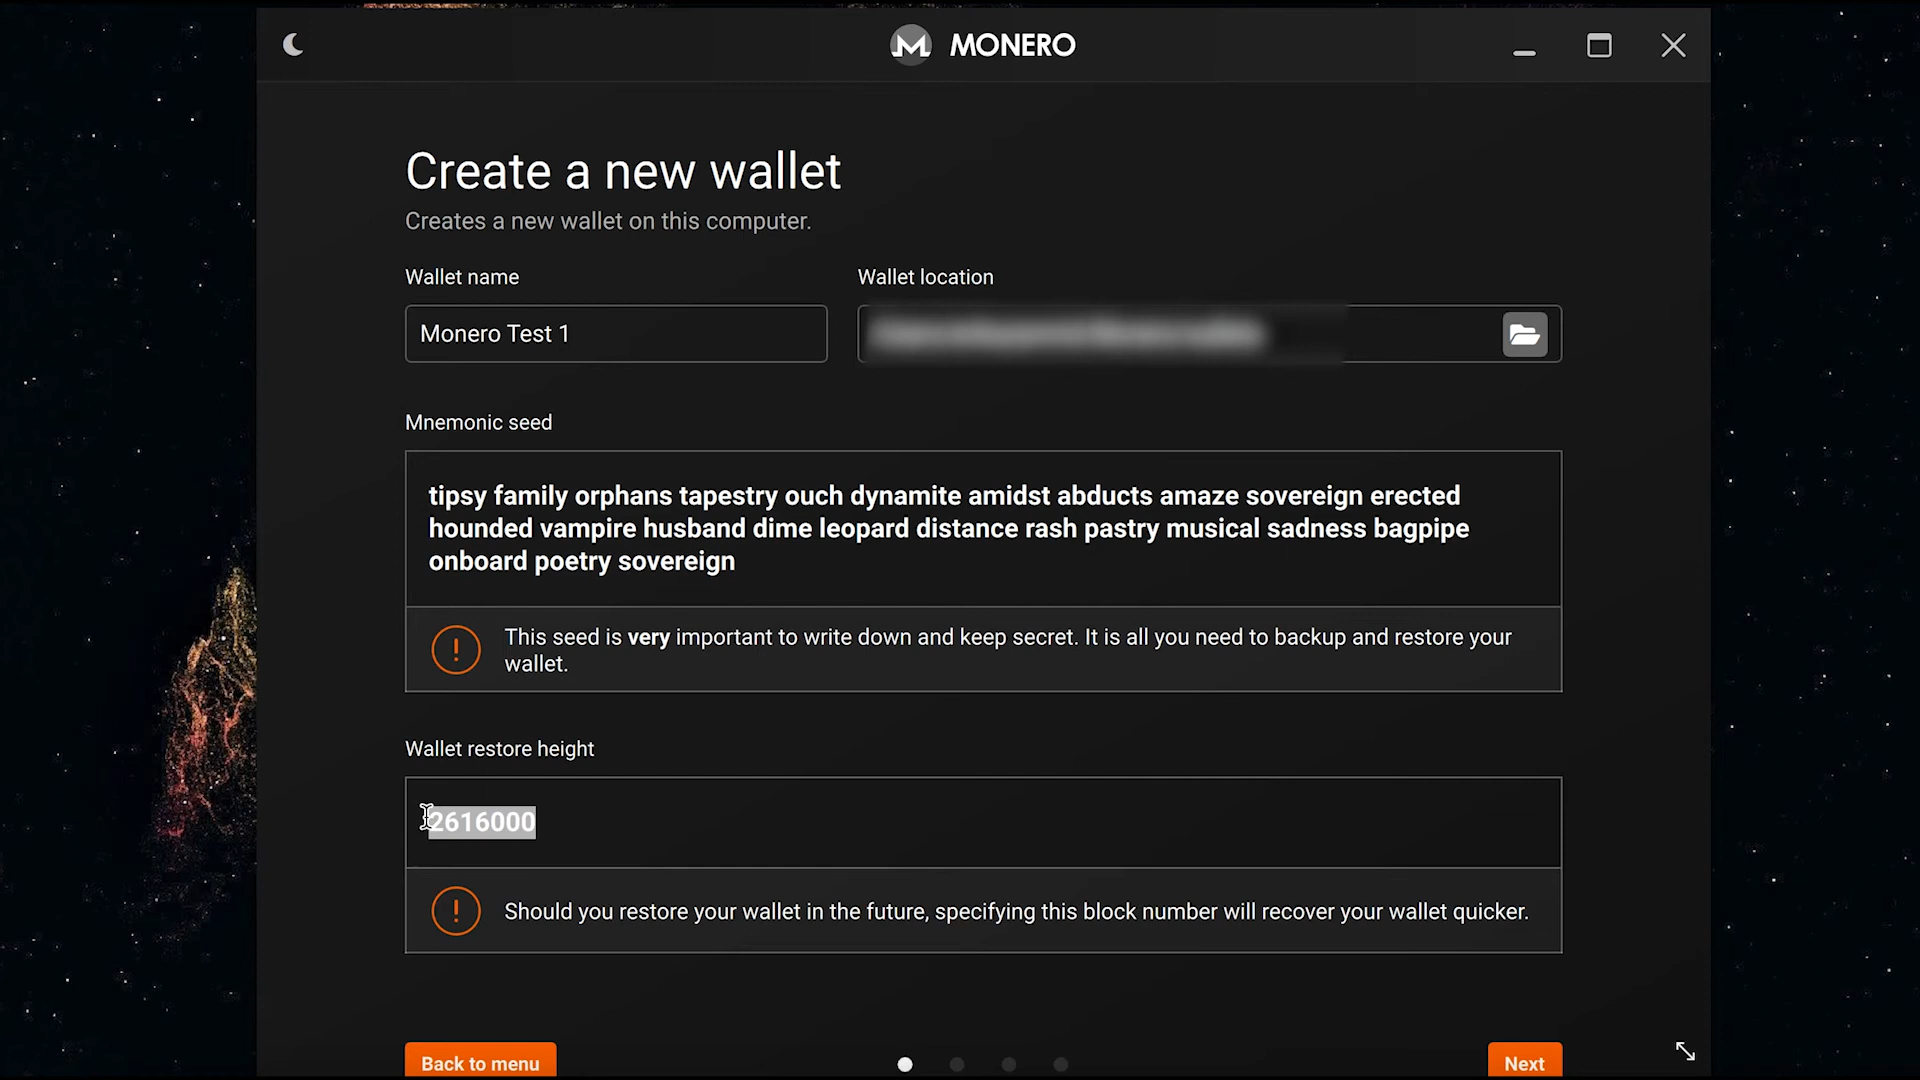 MONERO
Create a new wallet
Creates a new wallet on this computer.
Wallet name
Wallet location
Monero Test 1
Mnemonic seed
tipsy family orphans tapestry ouch dynamite amidst abducts amaze sovereign erected
hounded vampire husband dime leopard distance rash pastry musical sadness bagpipe
onboard poetry sovereign
This seed is very important to write down and keep secret. It is all you need to backup and restore your
wallet.
Wallet restore height
2616000
Should you restore your wallet in the future, specifying this block number will recover your wallet quicker.
Back to menu
Next